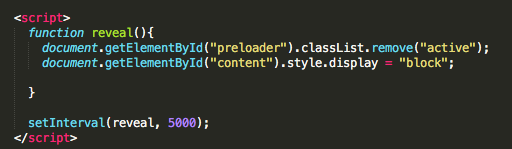 <script>
function reveal(){
document.getElementById("preloader").classList.remove("active");
document.getElementById("content").style.display = "block";
}
setInterval(reveal, 5000);
</script>